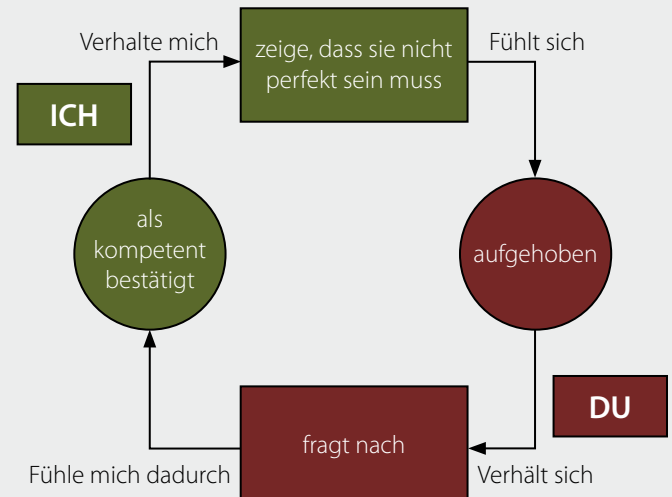 Verhalte mich
zeige, dass sie nicht
perfekt sein muss
Fühlt sich
ICH
als
kompetent
bestätigt
aufgehoben
DU
fragt nach
Fühle mich dadurch
Verhält sich